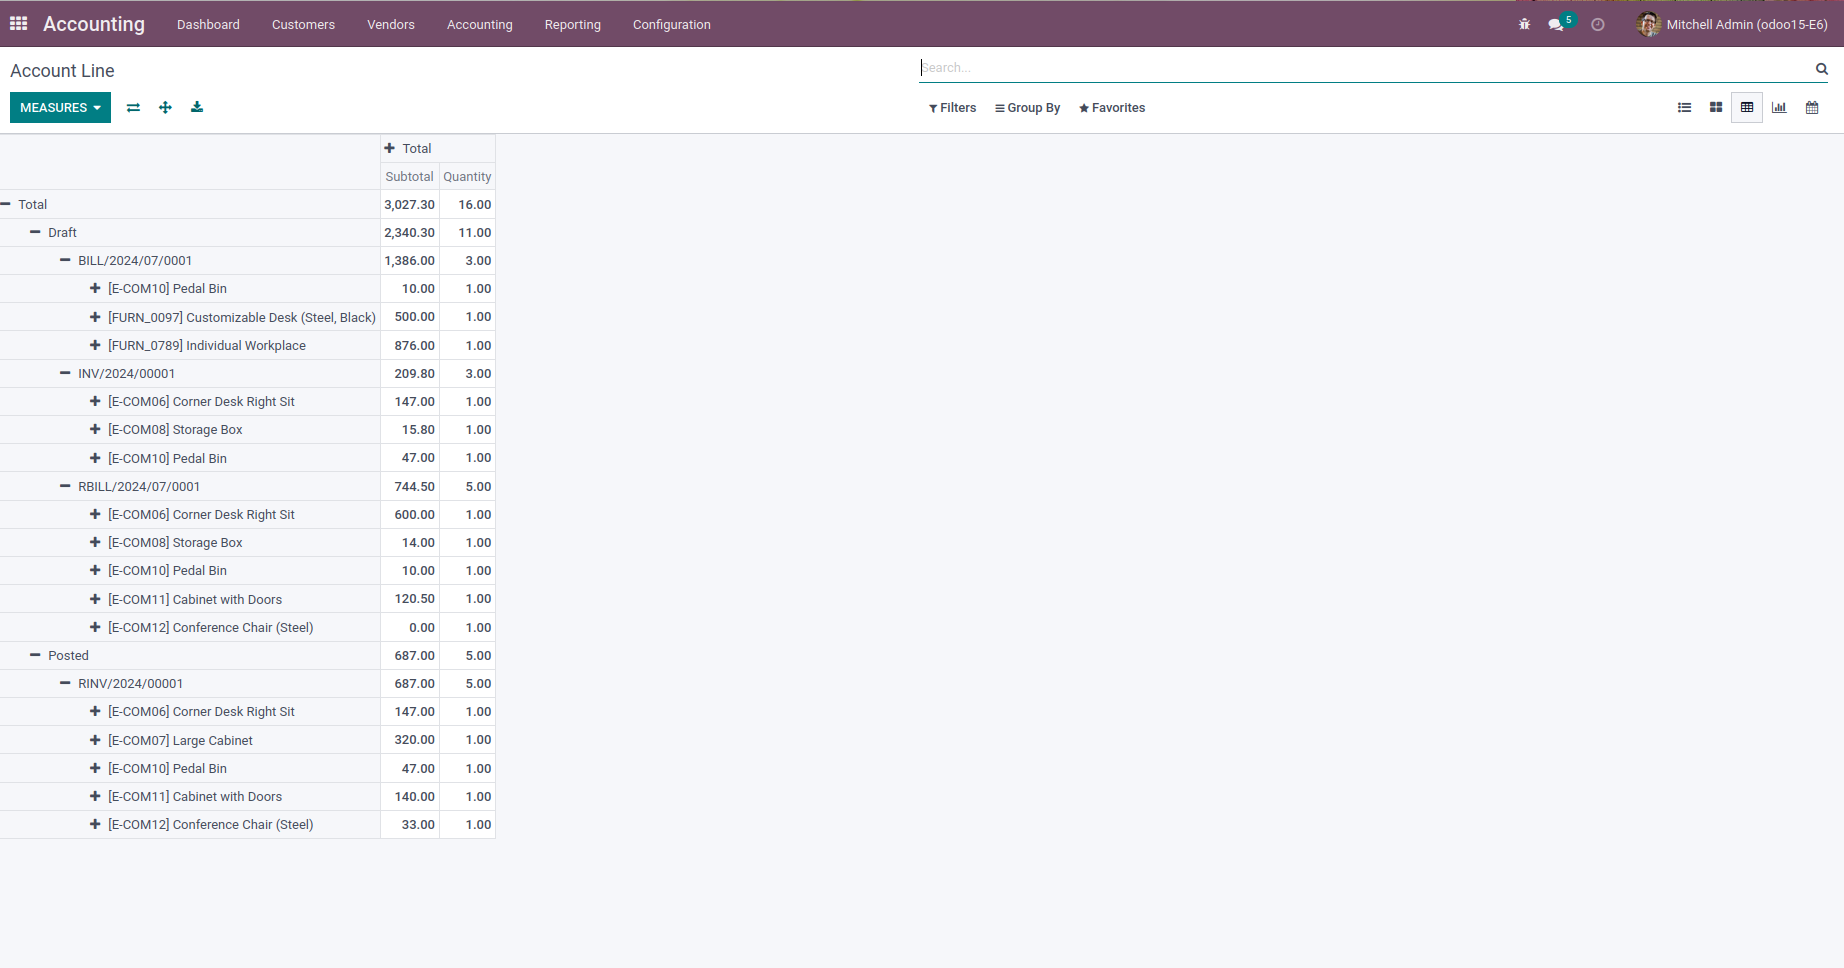 Accounting Dashboard Customers Vendors Accounting Reporting Configuration 5 Mitchell Admin (odoo15-E6)
Account Line Search...
MEASURES Filters Group By Favorites
Total
Subtotal Quantity
Total 3,027.30 16.00
Draft 2,340.30 11.00
BILL/2024/07/0001 1,386.00 3.00
[E-COM10] Pedal Bin 10.00 1.00
[FURN_0097] Customizable Desk (Steel, Black) 500.00 1.00
[FURN_0789] Individual Workplace 876.00 1.00
INV/2024/00001 209.80 3.00
[E-COM06] Corner Desk Right Sit 147.00 1.00
[E-COM08] Storage Box 15.80 1.00
[E-COM10] Pedal Bin 47.00 1.00
RBILL/2024/07/0001 744.50 5.00
[E-COM06] Corner Desk Right Sit 600.00 1.00
[E-COM08] Storage Box 14.00 1.00
[E-COM10] Pedal Bin 10.00 1.00
[E-COM11] Cabinet with Doors 120.50 1.00
[E-COM12] Conference Chair (Steel) 0.00 1.00
Posted 687.00 5.00
RINV/2024/00001 687.00 5.00
[E-COM06] Corner Desk Right Sit 147.00 1.00
[E-COM07] Large Cabinet 320.00 1.00
[E-COM10] Pedal Bin 47.00 1.00
[E-COM11] Cabinet with Doors 140.00 1.00
[E-COM12] Conference Chair (Steel) 33.00 1.00